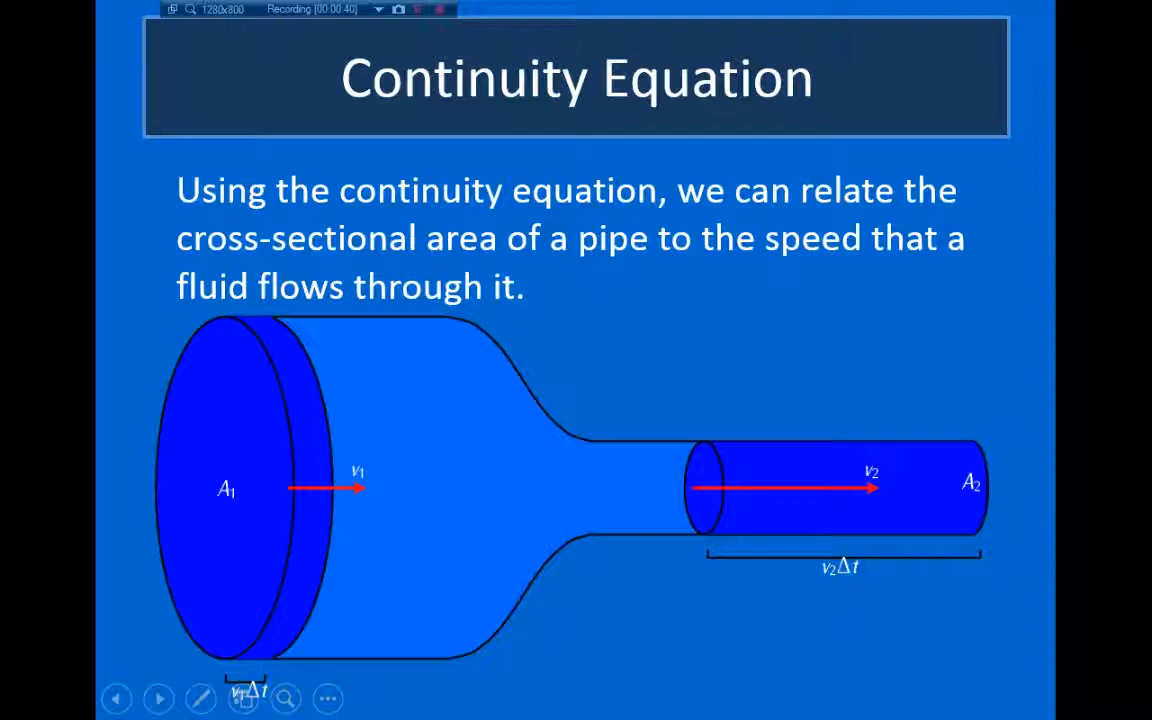 1280x800 Recording [00:00:40]
Continuity Equation
Using the continuity equation, we can relate the
cross-sectional area of a pipe to the speed that a
fluid flows through it.
v₁
v₂
A₁
A₂
v₂Δt
v₁Δt